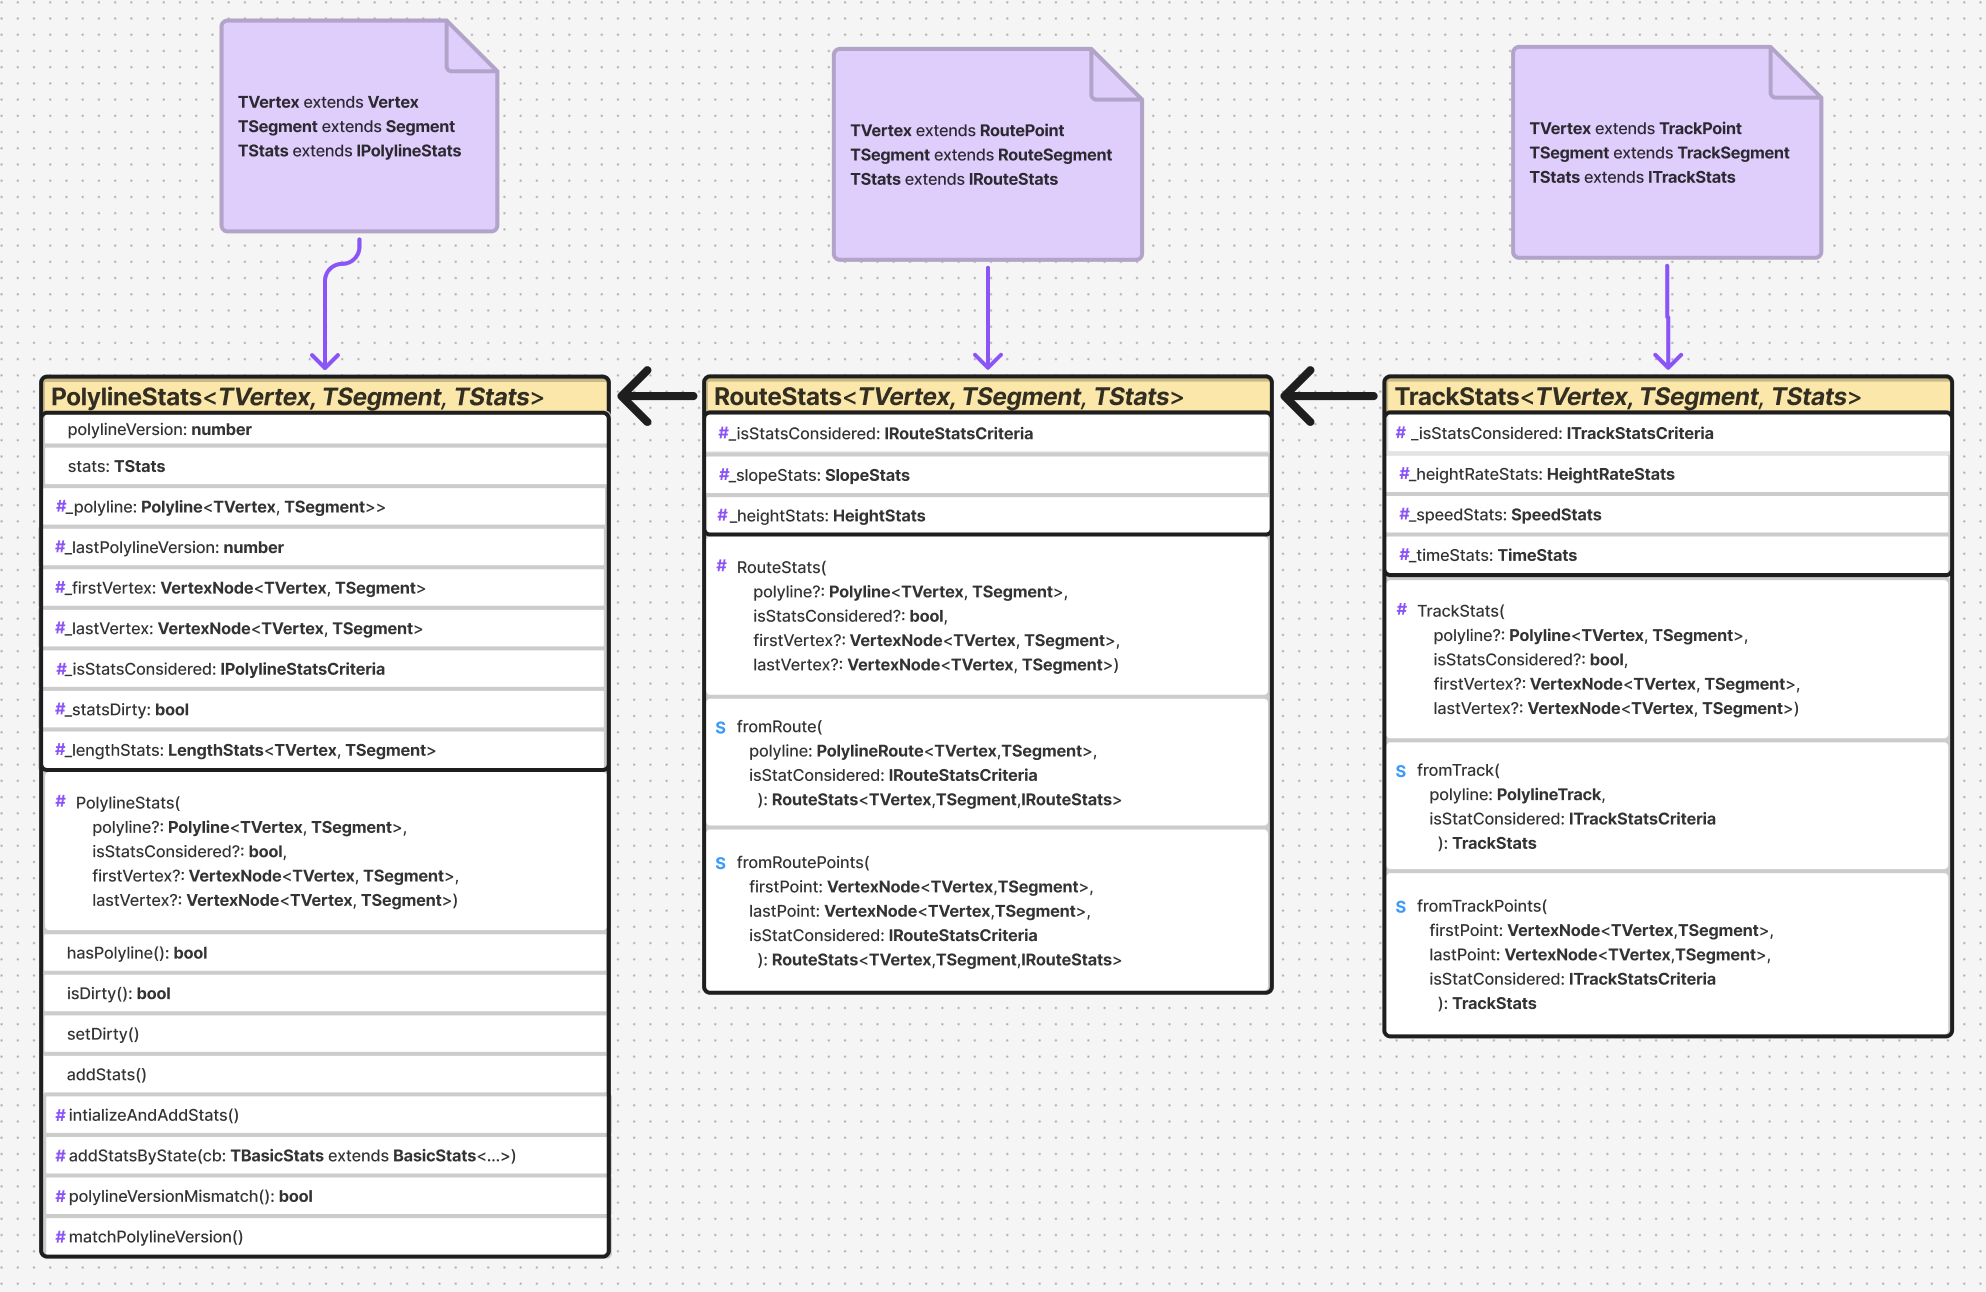 TVertex extends Vertex
TSegment extends Segment
TStats extends IPolylineStats
TVertex extends RoutePoint
TSegment extends RouteSegment
TStats extends IRouteStats
TVertex extends TrackPoint
TSegment extends TrackSegment
TStats extends ITrackStats
PolylineStats<TVertex, TSegment, TStats>
polylineVersion: number
stats: TStats
#_polyline: Polyline<TVertex, TSegment>>
#_lastPolylineVersion: number
#_firstVertex: VertexNode<TVertex, TSegment>
#_lastVertex: VertexNode<TVertex, TSegment>
#_isStatsConsidered: IPolylineStatsCriteria
#_statsDirty: bool
#_lengthStats: LengthStats<TVertex, TSegment>
# PolylineStats(
polyline?: Polyline<TVertex, TSegment>,
isStatsConsidered?: bool,
firstVertex?: VertexNode<TVertex, TSegment>,
lastVertex?: VertexNode<TVertex, TSegment>)
hasPolyline(): bool
isDirty(): bool
setDirty()
addStats()
# intializeAndAddStats()
# addStatsByState(cb: TBasicStats extends BasicStats<...>)
# polylineVersionMismatch(): bool
# matchPolylineVersion()
RouteStats<TVertex, TSegment, TStats>
#_isStatsConsidered: IRouteStatsCriteria
#_slopeStats: SlopeStats
#_heightStats: HeightStats
# RouteStats(
polyline?: Polyline<TVertex, TSegment>,
isStatsConsidered?: bool,
firstVertex?: VertexNode<TVertex, TSegment>,
lastVertex?: VertexNode<TVertex, TSegment>)
S fromRoute(
polyline: PolylineRoute<TVertex,TSegment>,
isStatConsidered: IRouteStatsCriteria
): RouteStats<TVertex,TSegment,IRouteStats>
S fromRoutePoints(
firstPoint: VertexNode<TVertex,TSegment>,
lastPoint: VertexNode<TVertex,TSegment>,
isStatConsidered: IRouteStatsCriteria
): RouteStats<TVertex,TSegment,IRouteStats>
TrackStats<TVertex, TSegment, TStats>
# _isStatsConsidered: ITrackStatsCriteria
#_heightRateStats: HeightRateStats
#_speedStats: SpeedStats
#_timeStats: TimeStats
# TrackStats(
polyline?: Polyline<TVertex, TSegment>,
isStatsConsidered?: bool,
firstVertex?: VertexNode<TVertex, TSegment>,
lastVertex?: VertexNode<TVertex, TSegment>)
S fromTrack(
polyline: PolylineTrack,
isStatConsidered: ITrackStatsCriteria
): TrackStats
S fromTrackPoints(
firstPoint: VertexNode<TVertex,TSegment>,
lastPoint: VertexNode<TVertex,TSegment>,
isStatConsidered: ITrackStatsCriteria
): TrackStats